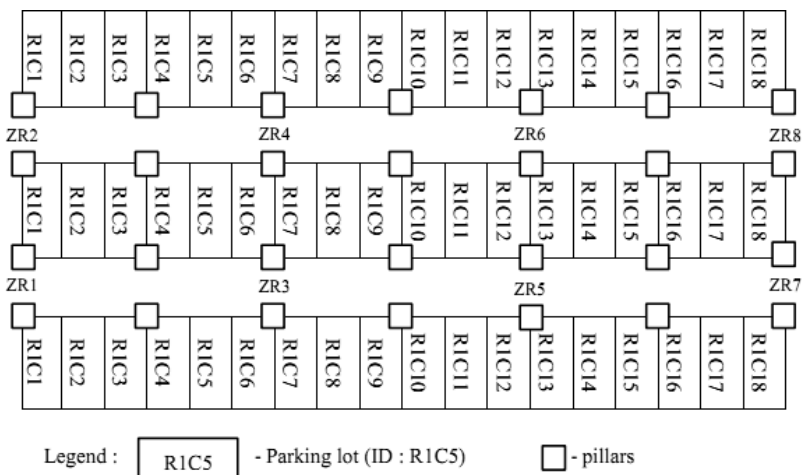 R1C1 R1C2 R1C3 R1C4 R1C5 R1C6 R1C7 R1C8 R1C9 R1C10 R1C11 R1C12 R1C13 R1C14 R1C15 R1C16 R1C17 R1C18
ZR2 ZR4 ZR6 ZR8
R1C1 R1C2 R1C3 R1C4 R1C5 R1C6 R1C7 R1C8 R1C9 R1C10 R1C11 R1C12 R1C13 R1C14 R1C15 R1C16 R1C17 R1C18
ZR1 ZR3 ZR5 ZR7
R1C1 R1C2 R1C3 R1C4 R1C5 R1C6 R1C7 R1C8 R1C9 R1C10 R1C11 R1C12 R1C13 R1C14 R1C15 R1C16 R1C17 R1C18
Legend : R1C5 - Parking lot (ID : R1C5) - pillars